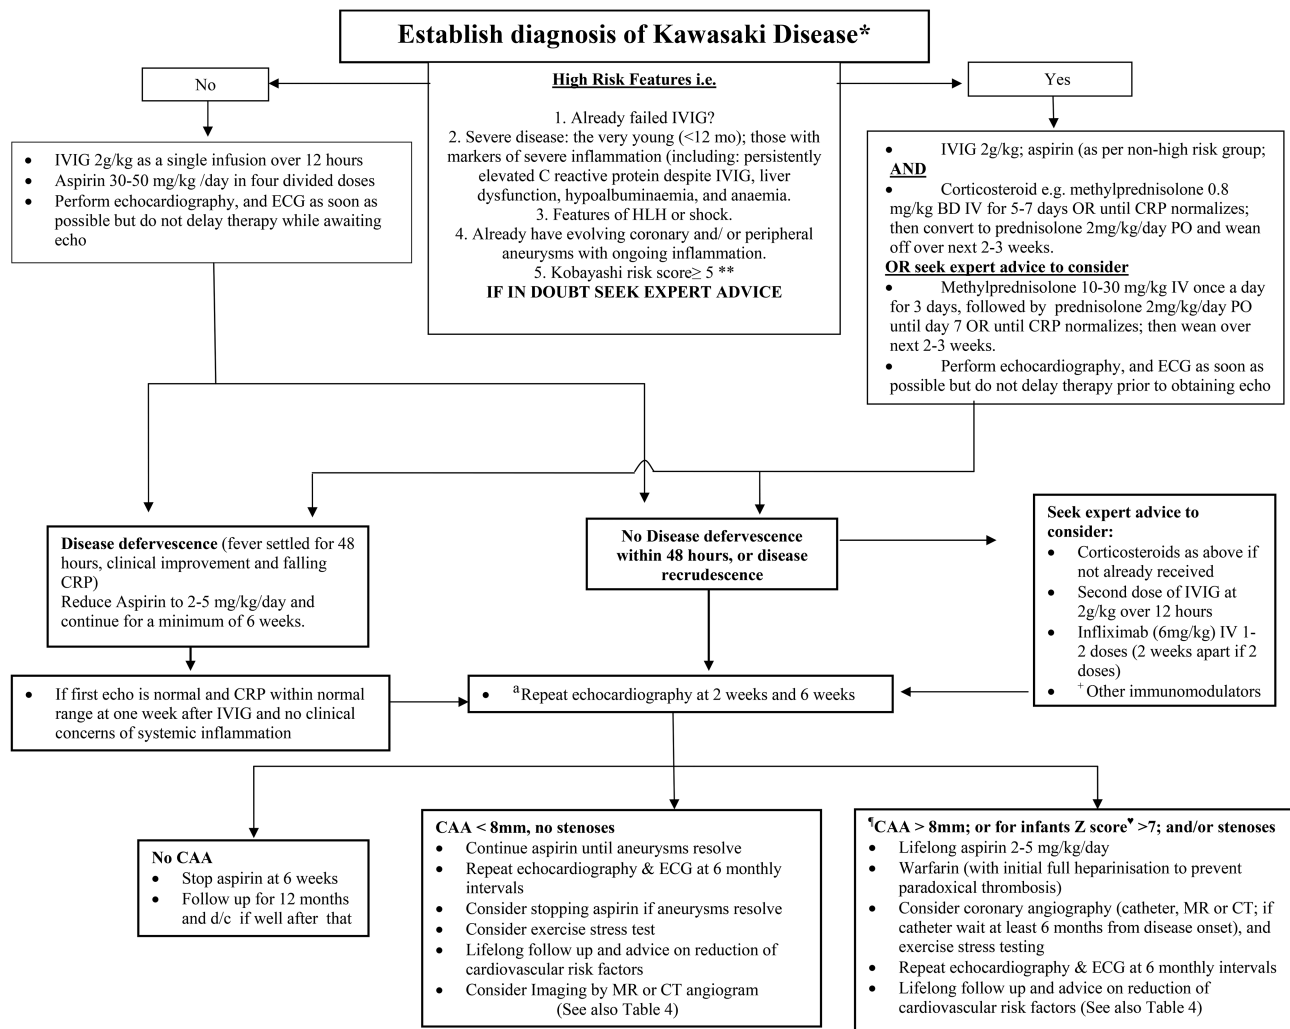 Establish diagnosis of Kawasaki Disease*
No
High Risk Features i.e.
1. Already failed IVIG?
2. Severe disease: the very young (<12 mo); those with
markers of severe inflammation (including: persistently
elevated C reactive protein despite IVIG, liver
dysfunction, hypoalbuminaemia, and anaemia.
3. Features of HLH or shock.
4. Already have evolving coronary and/ or peripheral
aneurysms with ongoing inflammation.
5. Kobayashi risk score≥ 5 **
IF IN DOUBT SEEK EXPERT ADVICE
Yes
• IVIG 2g/kg as a single infusion over 12 hours
• Aspirin 30-50 mg/kg /day in four divided doses
• Perform echocardiography, and ECG as soon as
possible but do not delay therapy while awaiting
echo
• IVIG 2g/kg; aspirin (as per non-high risk group;
AND
• Corticosteroid e.g. methylprednisolone 0.8
mg/kg BD IV for 5-7 days OR until CRP normalizes;
then convert to prednisolone 2mg/kg/day PO and wean
off over next 2-3 weeks.
OR seek expert advice to consider
• Methylprednisolone 10-30 mg/kg IV once a day
for 3 days, followed by prednisolone 2mg/kg/day PO
until day 7 OR until CRP normalizes; then wean over
next 2-3 weeks.
• Perform echocardiography, and ECG as soon as
possible but do not delay therapy prior to obtaining echo
Disease defervescence (fever settled for 48
hours, clinical improvement and falling
CRP)
Reduce Aspirin to 2-5 mg/kg/day and
continue for a minimum of 6 weeks.
No Disease defervescence
within 48 hours, or disease
recrudescence
Seek expert advice to
consider:
• Corticosteroids as above if
not already received
• Second dose of IVIG at
2g/kg over 12 hours
• Infliximab (6mg/kg) IV 1-
2 doses (2 weeks apart if 2
doses)
• + Other immunomodulators
• If first echo is normal and CRP within normal
range at one week after IVIG and no clinical
concerns of systemic inflammation
• a Repeat echocardiography at 2 weeks and 6 weeks
No CAA
• Stop aspirin at 6 weeks
• Follow up for 12 months
and d/c if well after that
CAA < 8mm, no stenoses
• Continue aspirin until aneurysms resolve
• Repeat echocardiography & ECG at 6 monthly
intervals
• Consider stopping aspirin if aneurysms resolve
• Consider exercise stress test
• Lifelong follow up and advice on reduction of
cardiovascular risk factors
• Consider Imaging by MR or CT angiogram
(See also Table 4)
¶CAA > 8mm; or for infants Z score♥ >7; and/or stenoses
• Lifelong aspirin 2-5 mg/kg/day
• Warfarin (with initial full heparinisation to prevent
paradoxical thrombosis)
• Consider coronary angiography (catheter, MR or CT; if
catheter wait at least 6 months from disease onset), and
exercise stress testing
• Repeat echocardiography & ECG at 6 monthly intervals
• Lifelong follow up and advice on reduction of
cardiovascular risk factors (See also Table 4)